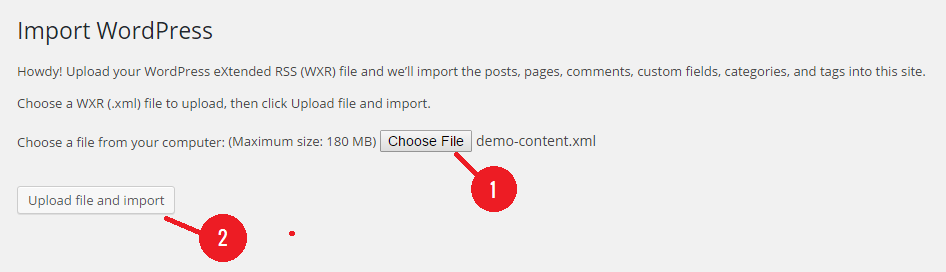 Import WordPress
Howdy! Upload your WordPress eXtended RSS (WXR) file and we'll import the posts, pages, comments, custom fields, categories, and tags into this site.
Choose a WXR (.xml) file to upload, then click Upload file and import.
Choose a file from your computer: (Maximum size: 180 MB) Choose File demo-content.xml
1
Upload file and import
2